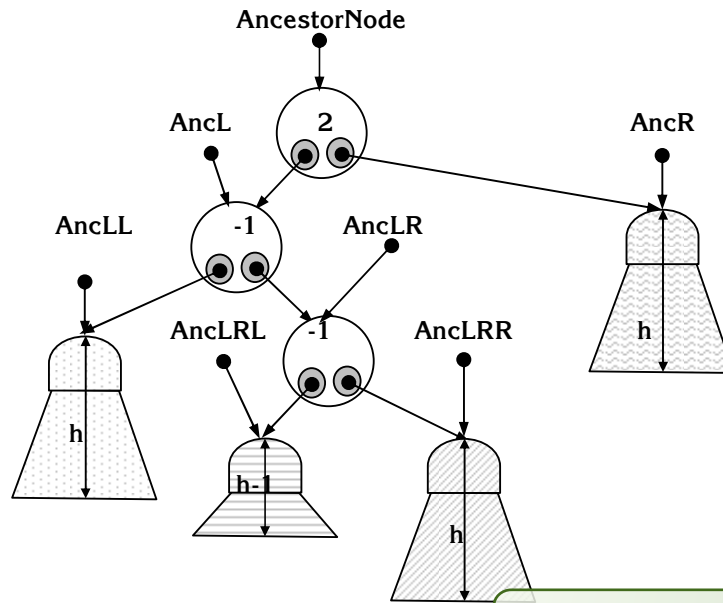 AncestorNode
2
AncL
AncR
-1
AncLL
AncLR
h
-1
AncLRL
AncLRR
h
h-1
h